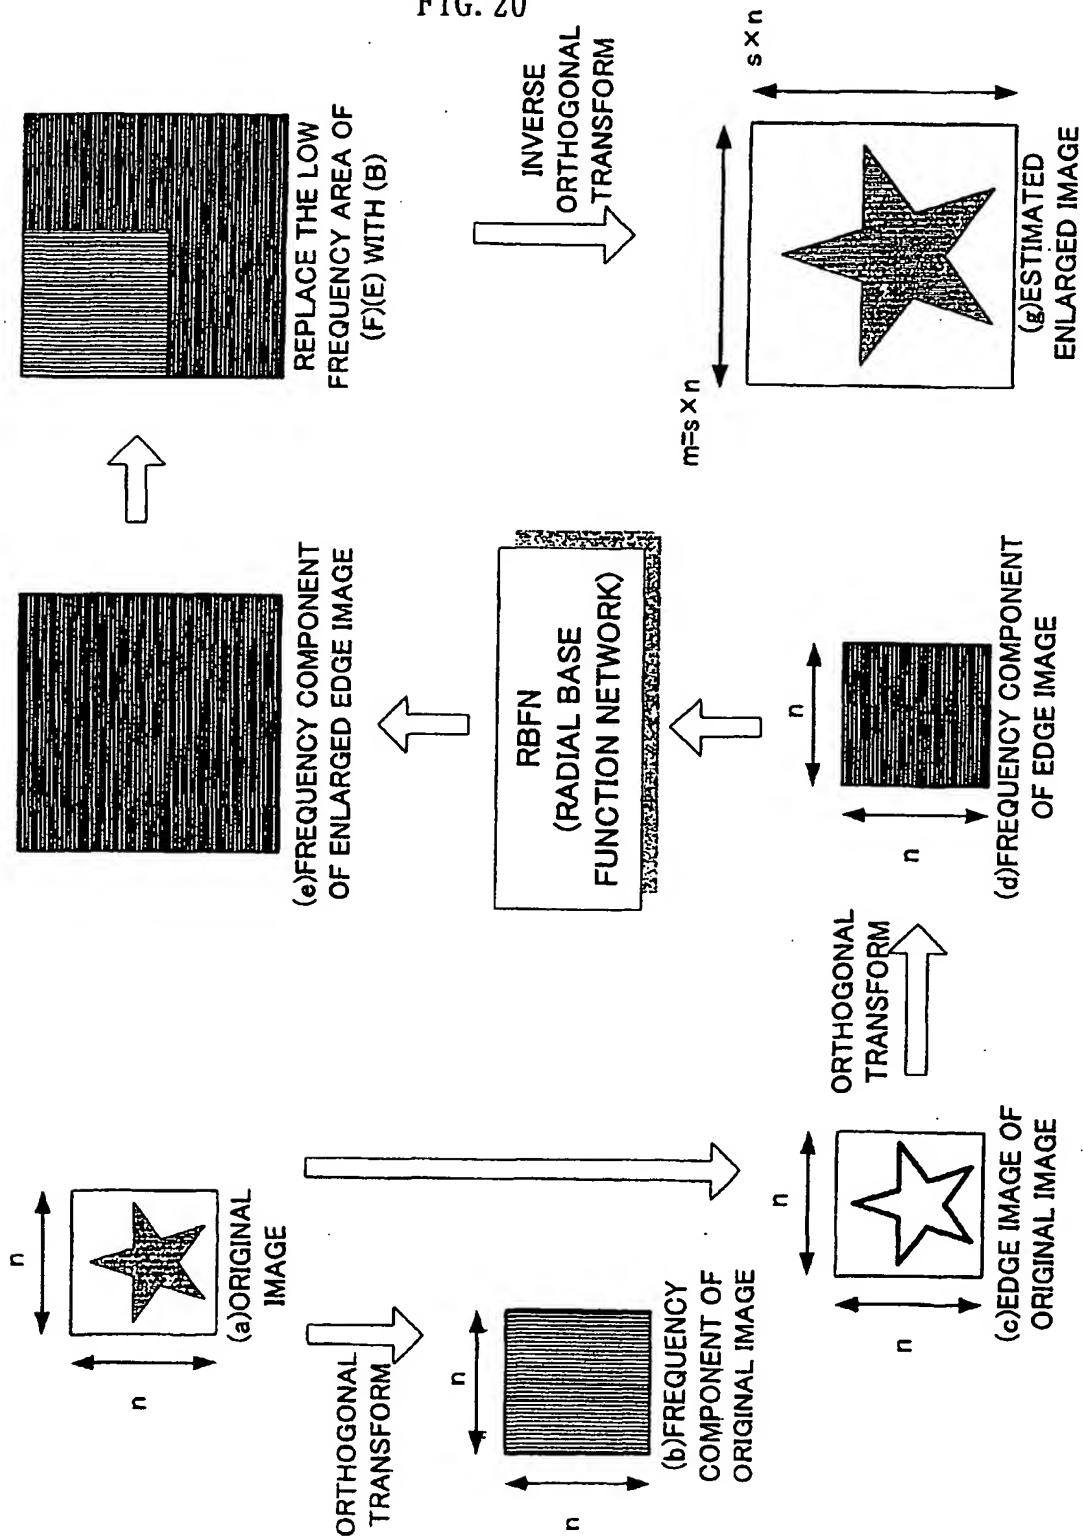 FIG. 20
n
n
(a)ORIGINAL
IMAGE
ORTHOGONAL
TRANSFORM
n
n
(b)FREQUENCY
COMPONENT OF
ORIGINAL IMAGE
n
n
(c)EDGE IMAGE OF
ORIGINAL IMAGE
ORTHOGONAL
TRANSFORM
n
n
(d)FREQUENCY COMPONENT
OF EDGE IMAGE
RBFN
(RADIAL BASE
FUNCTION NETWORK)
(e)FREQUENCY COMPONENT
OF ENLARGED EDGE IMAGE
REPLACE THE LOW
FREQUENCY AREA OF
(F)(E) WITH (B)
INVERSE
ORTHOGONAL
TRANSFORM
m=s×n
s×n
(g)ESTIMATED
ENLARGED IMAGE